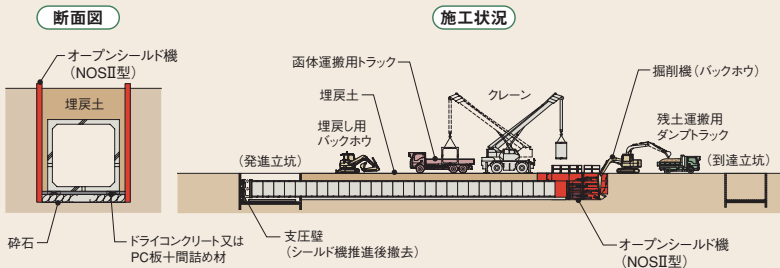 断面図
オープンシールド機
(NOSⅡ型)
埋戻土
砕石
ドライコンクリート又は
PC板＋間詰め材
施工状況
函体運搬用トラック
埋戻土
埋戻し用
バックホウ
(発進立坑)
クレーン
掘削機(バックホウ)
残土運搬用
ダンプトラック
(到達立坑)
支圧壁
(シールド機推進後撤去)
オープンシールド機
(NOSⅡ型)